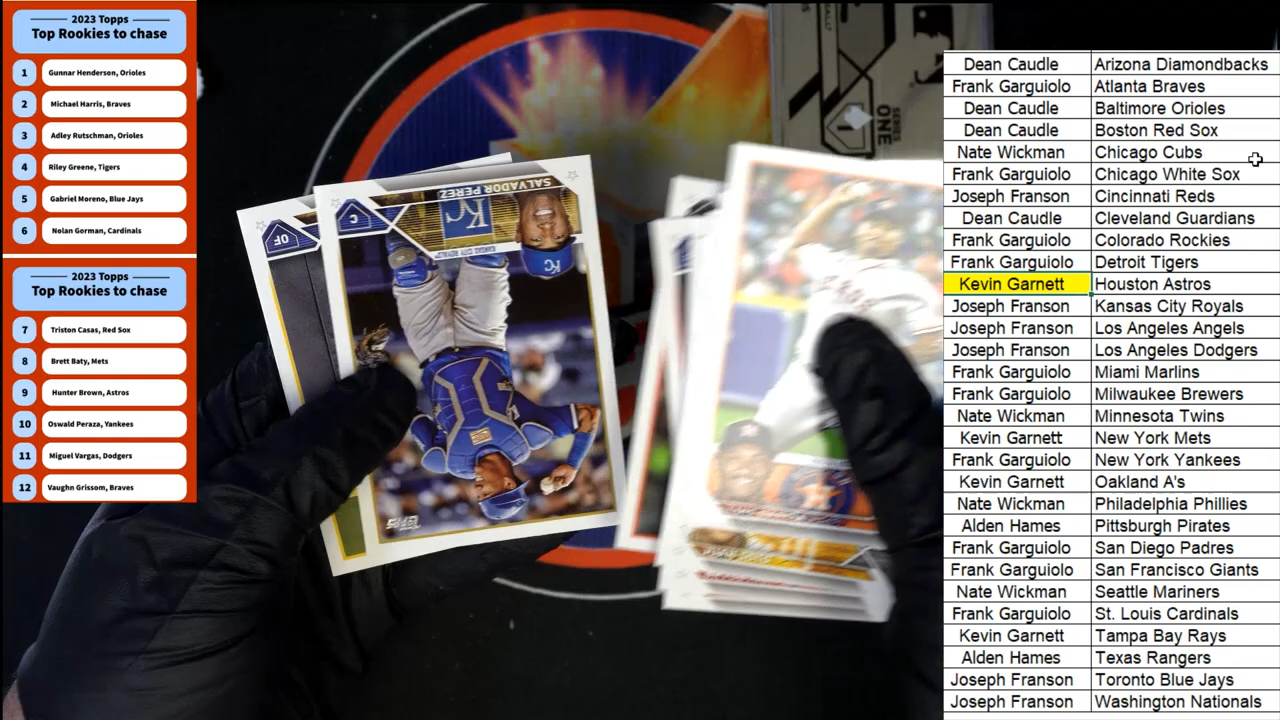 2023 Topps
Top Rookies to chase
1 Gunnar Henderson, Orioles
2 Michael Harris, Braves
3 Adley Rutschman, Orioles
4 Riley Greene, Tigers
5 Gabriel Moreno, Blue Jays
6 Nolan Gorman, Cardinals
2023 Topps
Top Rookies to chase
7 Triston Casas, Red Sox
8 Brett Baty, Mets
9 Hunter Brown, Astros
10 Oswald Peraza, Yankees
11 Miguel Vargas, Dodgers
12 Vaughn Grissom, Braves
SERIES
ONE
OF
C
SALVADOR PEREZ
KC
KANSAS CITY ROYALS
KC
TOPPS
Dean Caudle Arizona Diamondbacks
Frank Garguiolo Atlanta Braves
Dean Caudle Baltimore Orioles
Dean Caudle Boston Red Sox
Nate Wickman Chicago Cubs
Frank Garguiolo Chicago White Sox
Joseph Franson Cincinnati Reds
Dean Caudle Cleveland Guardians
Frank Garguiolo Colorado Rockies
Frank Garguiolo Detroit Tigers
Kevin Garnett Houston Astros
Joseph Franson Kansas City Royals
Joseph Franson Los Angeles Angels
Joseph Franson Los Angeles Dodgers
Frank Garguiolo Miami Marlins
Frank Garguiolo Milwaukee Brewers
Nate Wickman Minnesota Twins
Kevin Garnett New York Mets
Frank Garguiolo New York Yankees
Kevin Garnett Oakland A's
Nate Wickman Philadelphia Phillies
Alden Hames Pittsburgh Pirates
Frank Garguiolo San Diego Padres
Frank Garguiolo San Francisco Giants
Nate Wickman Seattle Mariners
Frank Garguiolo St. Louis Cardinals
Kevin Garnett Tampa Bay Rays
Alden Hames Texas Rangers
Joseph Franson Toronto Blue Jays
Joseph Franson Washington Nationals